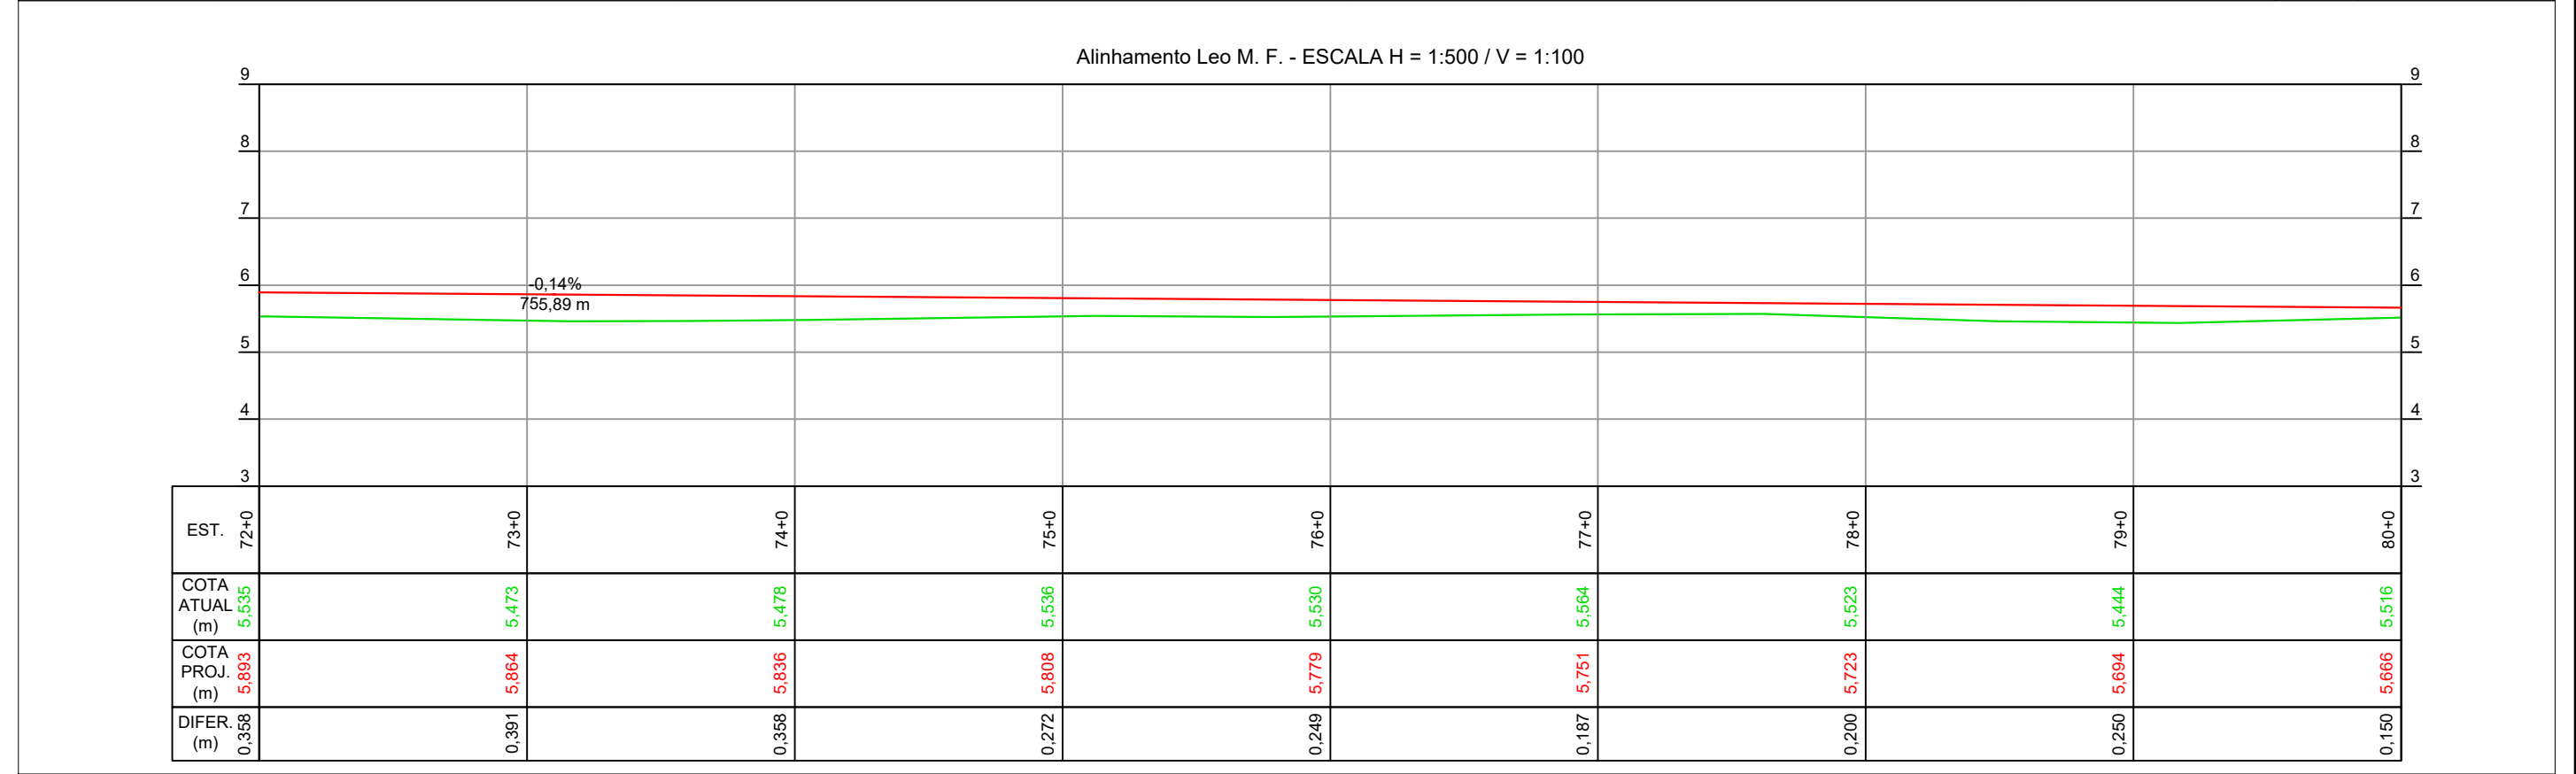 Alinhamento Leo M. F. - ESCALA H = 1:500 / V = 1:100
9 9
8 8
7 7
6 6
-0,14%
755,89 m
5 5
4 4
3 3
EST. 72+0 73+0 74+0 75+0 76+0 77+0 78+0 79+0 80+0
COTA
ATUAL
(m)
5,535 5,473 5,478 5,536 5,530 5,564 5,523 5,444 5,516
COTA
PROJ.
(m)
5,893 5,864 5,836 5,808 5,779 5,751 5,723 5,694 5,666
DIFER.
(m)
0,358 0,391 0,358 0,272 0,249 0,187 0,200 0,250 0,150